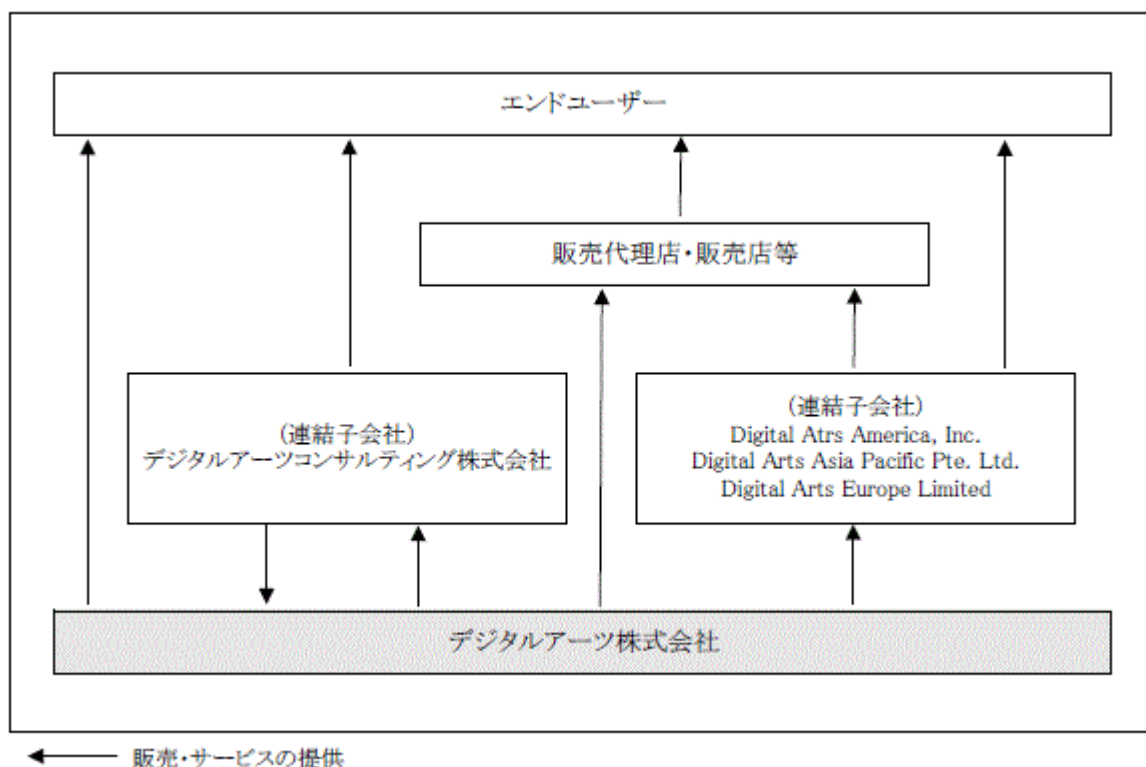 エンドユーザー
販売代理店・販売店等
(連結子会社)
デジタルアーツコンサルティング株式会社
(連結子会社)
Digital Atrs America, Inc.
Digital Arts Asia Pacific Pte. Ltd.
Digital Arts Europe Limited
デジタルアーツ株式会社
販売・サービスの提供